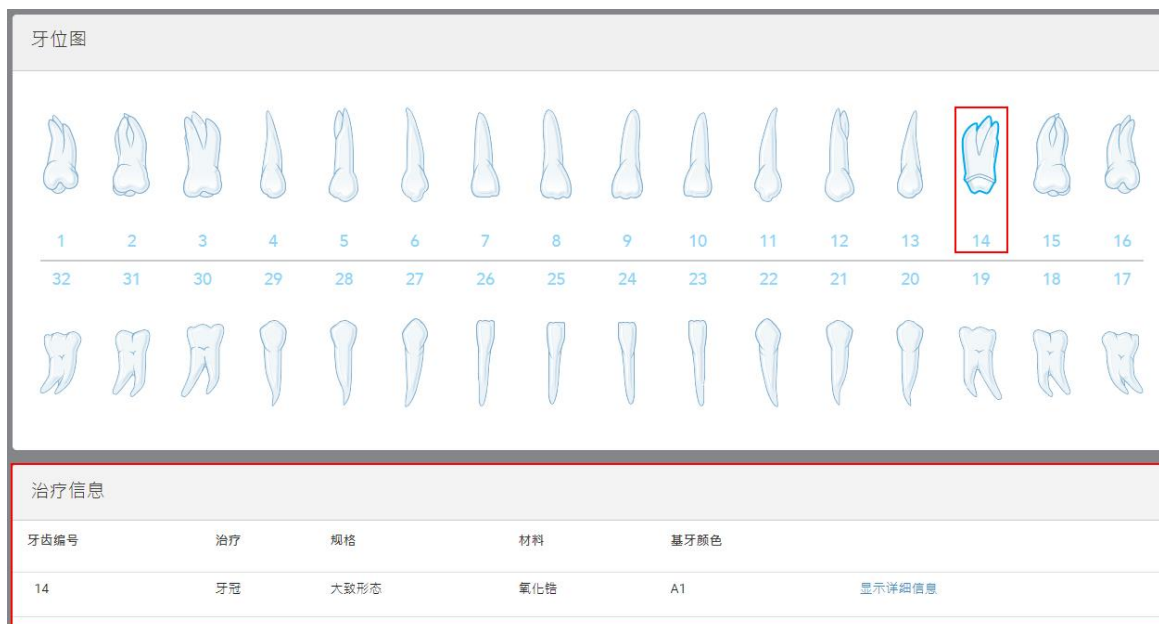 牙位图
1 2 3 4 5 6 7 8 9 10 11 12 13 14 15 16
32 31 30 29 28 27 26 25 24 23 22 21 20 19 18 17
治疗信息
牙齿编号 治疗 规格 材料 基牙颜色
14 牙冠 大致形态 氧化锆 A1 显示详细信息